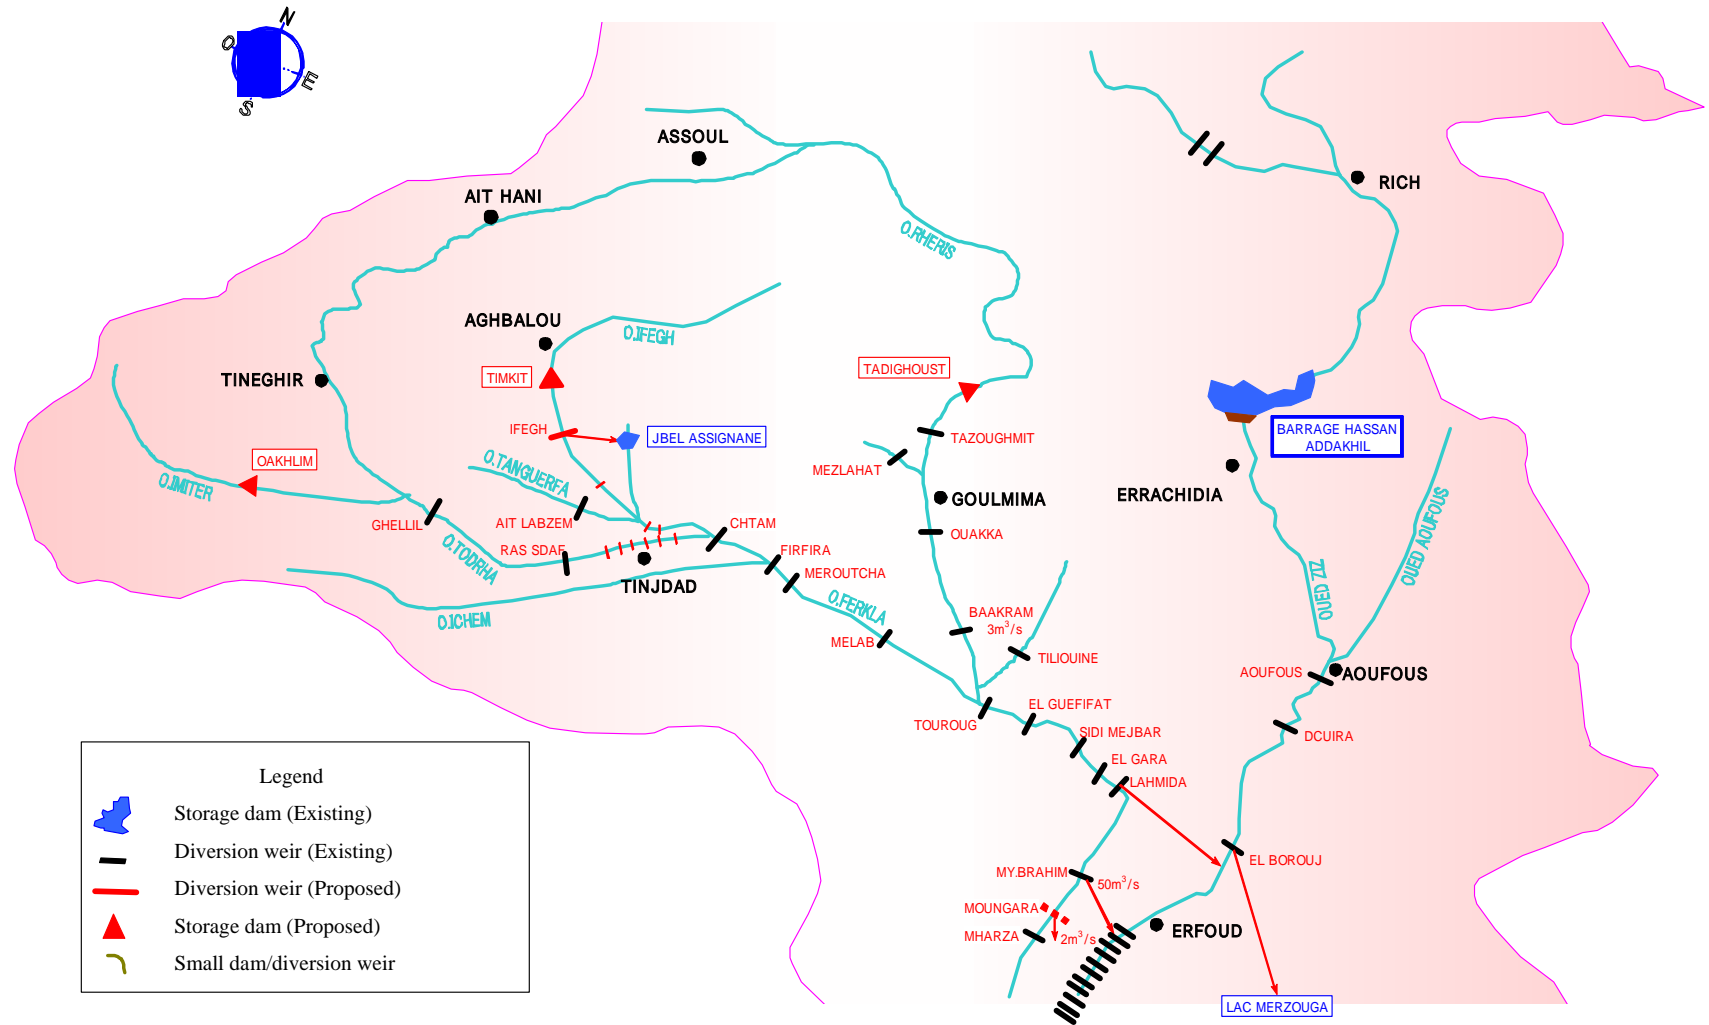 N
O
E
S
ASSOUL
RICH
AIT HANI
O.RHERIS
AGHBALOU
O.IFEGH
TINEGHIR
TIMKIT
TADIGHOUST
IFEGH
JBEL ASSIGNANE
TAZOUGHMIT
BARRAGE HASSAN
ADDAKHIL
OAKHLIM
O.TANGUERFA
MEZLAHAT
O.IMITER
ERRACHIDIA
GOULMIMA
GHELLIL
AIT LABZEM
CHTAM
OUAKKA
RAS SDAF
O.TODRHA
FIRFIRA
OUED AOUFOUS
TINJDAD
MEROUTCHA
OUED ZIZ
O.ICHEM
O.FERKLA
BAAKRAM
3m³/s
MELAB
TILIOUINE
AOUFOUS
AOUFOUS
EL GUEFIFAT
TOUROUG
SIDI MEJBAR
DCUIRA
EL GARA
LAHMIDA
EL BOROUJ
MY.BRAHIM
50m³/s
MOUNGARA
MHARZA
2m³/s
ERFOUD
LAC MERZOUGA
Legend
Storage dam (Existing)
Diversion weir (Existing)
Diversion weir (Proposed)
Storage dam (Proposed)
Small dam/diversion weir